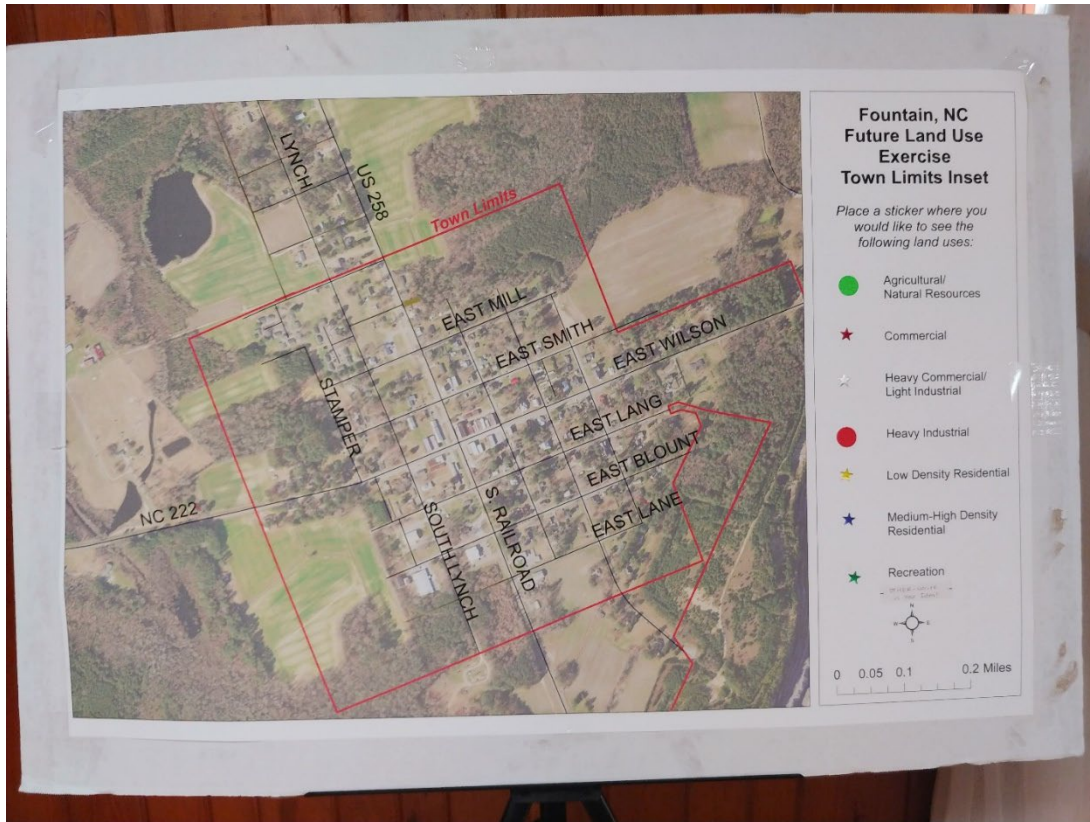 Fountain, NC
Future Land Use
Exercise
Town Limits Inset
Place a sticker where you
would like to see the
following land uses:
Agricultural/
Natural Resources
Commercial
Heavy Commercial/
Light Industrial
Heavy Industrial
Low Density Residential
Medium-High Density
Residential
Recreation
N
W
E
S
0 0.05 0.1 0.2 Miles
LYNCH
US 258
Town Limits
EAST MILL
EAST SMITH
EAST WILSON
STAMPER
EAST LANG
EAST BLOUNT
NC 222
SOUTH LYNCH
S. RAILROAD
EAST LANE